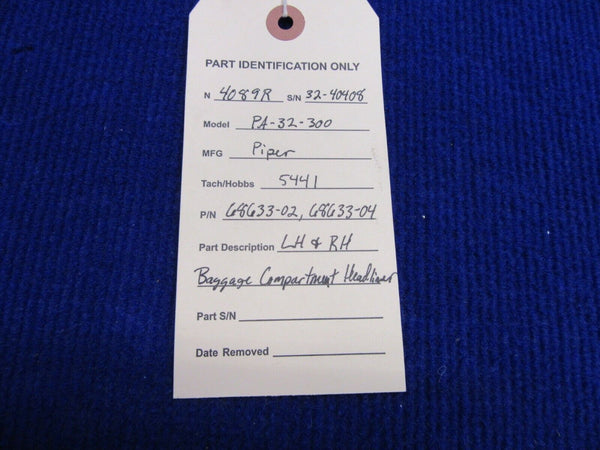 PART IDENTIFICATION ONLY
N 4089R S/N 32-40408
Model PA-32-300
MFG Piper
Tach/Hobbs 5441
P/N 68633-02, 68633-04
Part Description LH & RH
Baggage Compartment Headliner
Part S/N
Date Removed